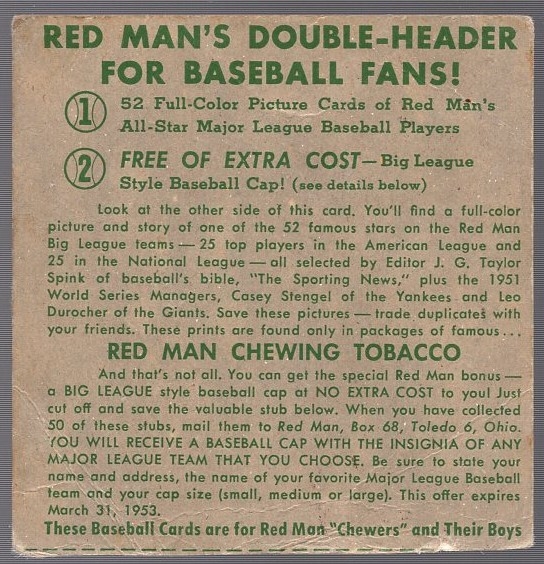 RED MAN'S DOUBLE-HEADER
FOR BASEBALL FANS!
1 52 Full-Color Picture Cards of Red Man's
All-Star Major League Baseball Players
2 FREE OF EXTRA COST—Big League
Style Baseball Cap! (see details below)
Look at the other side of this card. You'll find a full-color
picture and story of one of the 52 famous stars on the Red Man
Big League teams — 25 top players in the American League and
25 in the National League — all selected by Editor J. G. Taylor
Spink of baseball's bible, "The Sporting News," plus the 1951
World Series Managers, Casey Stengel of the Yankees and Leo
Durocher of the Giants. Save these pictures — trade duplicates with
your friends. These prints are found only in packages of famous...
RED MAN CHEWING TOBACCO
And that's not all. You can get the special Red Man bonus —
a BIG LEAGUE style baseball cap at NO EXTRA COST to you! Just
cut off and save the valuable stub below. When you have collected
50 of these stubs, mail them to Red Man, Box 68, Toledo 6, Ohio.
YOU WILL RECEIVE A BASEBALL CAP WITH THE INSIGNIA OF ANY
MAJOR LEAGUE TEAM THAT YOU CHOOSE. Be sure to state your
name and address, the name of your favorite Major League Baseball
team and your cap size (small, medium or large). This offer expires
March 31, 1953.
These Baseball Cards are for Red Man "Chewers" and Their Boys